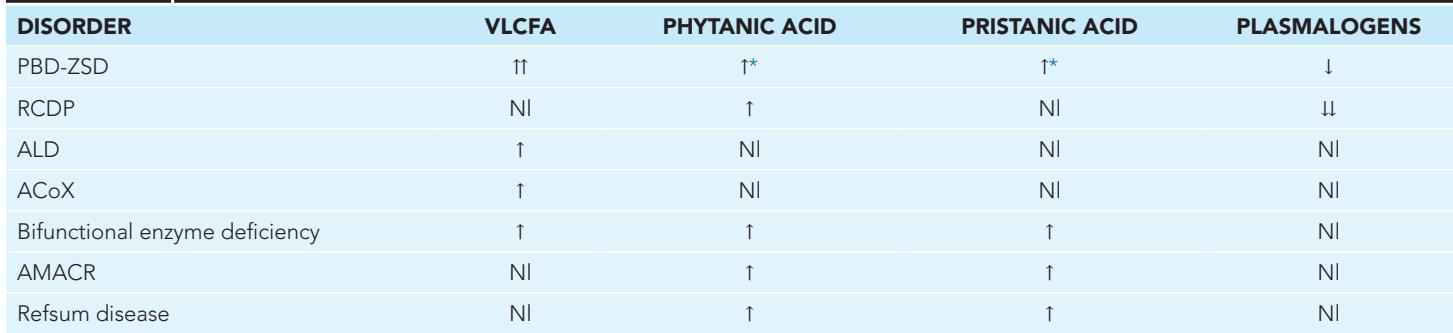 DISORDER VLCFA PHYTANIC ACID PRISTANIC ACID PLASMALOGENS
PBD-ZSD ⇈ ↑* ↑* ↓
RCDP Nl ↑ Nl ⇊
ALD ↑ Nl Nl Nl
ACoX ↑ Nl Nl Nl
Bifunctional enzyme deficiency ↑ ↑ ↑ Nl
AMACR Nl ↑ ↑ Nl
Refsum disease Nl ↑ ↑ Nl